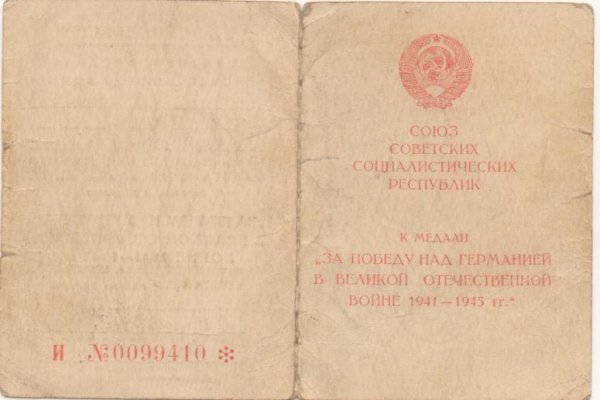 И №0099410 *
СОЮЗ
СОВЕТСКИХ
СОЦИАЛИСТИЧЕСКИХ
РЕСПУБЛИК
К МЕДАЛИ
„ЗА ПОБЕДУ НАД ГЕРМАНИЕЙ
В ВЕЛИКОЙ ОТЕЧЕСТВЕННОЙ
ВОЙНЕ 1941—1945 гг.“